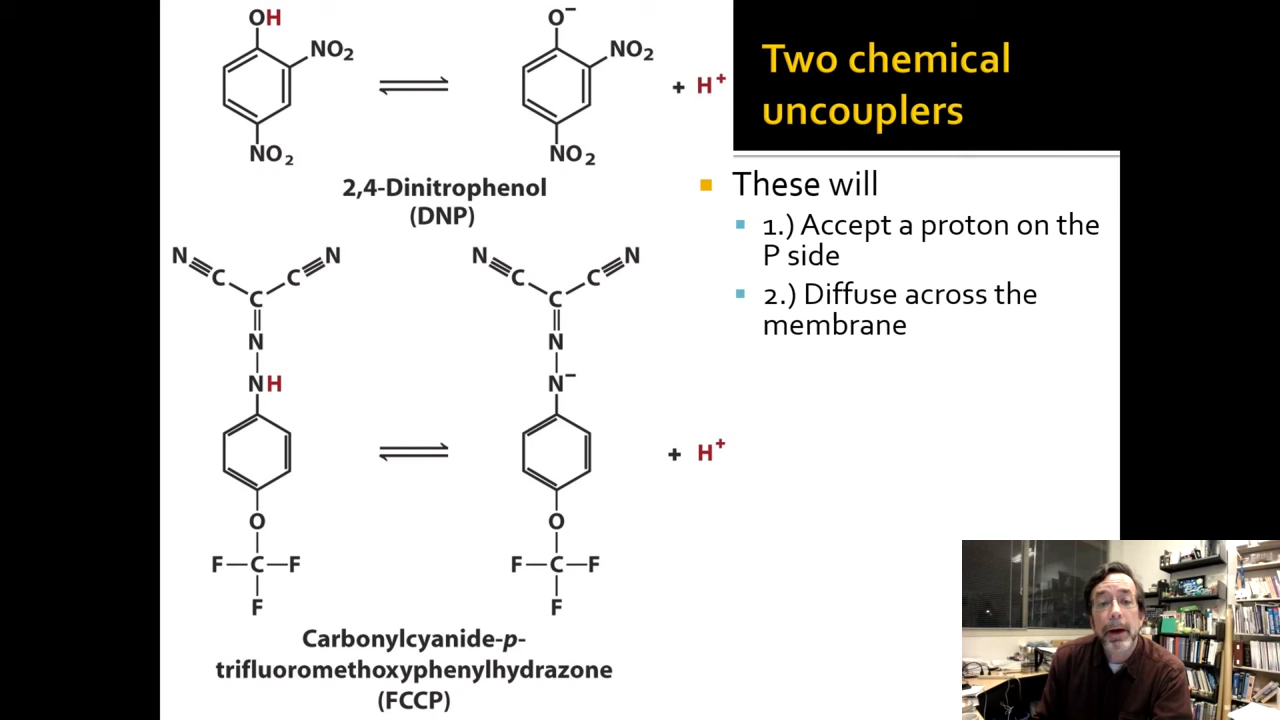 OH
NO2
NO2
O−
NO2
NO2
+ H+
2,4-Dinitrophenol
(DNP)
N C C N
C
N
NH
O
F—C—F
F
N C C N
C
N
N−
O
F—C—F
F
+ H+
Carbonylcyanide-p-
trifluoromethoxyphenylhydrazone
(FCCP)
Two chemical
uncouplers
These will
1.) Accept a proton on the
P side
2.) Diffuse across the
membrane